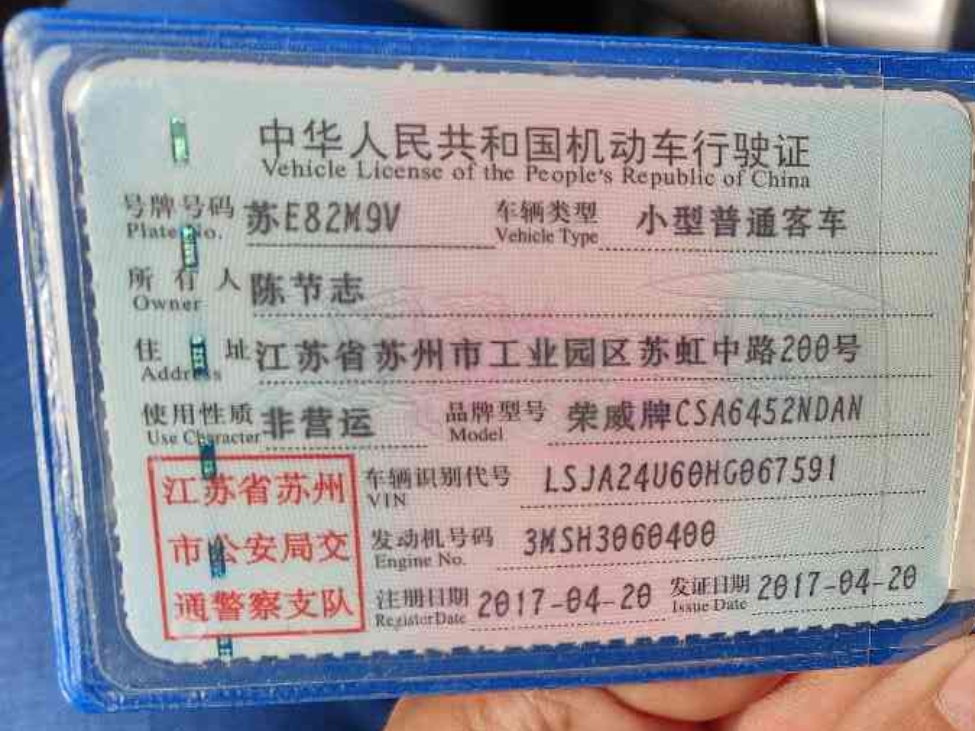 中华人民共和国机动车行驶证
Vehicle License of the People's Republic of China
号牌号码 苏E82M9V 车辆类型 小型普通客车
Plate No. Vehicle Type
所有人 陈节志
Owner
住址 江苏省苏州市工业园区苏虹中路200号
Address
使用性质 非营运 品牌型号 荣威牌CSA6452NDAN
Use Character Model
江苏省苏州 车辆识别代号 LSJA24U60HG067591
VIN
市公安局交 发动机号码 3MSH3060400
Engine No.
通警察支队 注册日期 2017-04-20 发证日期 2017-04-20
Register Date Issue Date